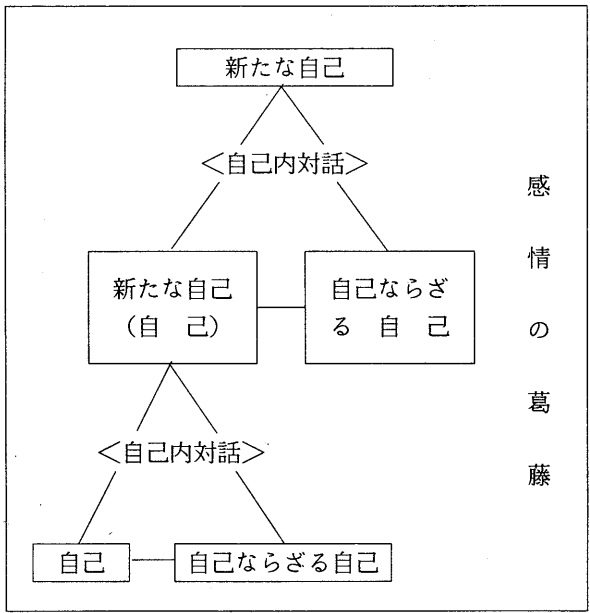 新たな自己
＜自己内対話＞
新たな自己
（自　己）
自己ならざ
る　自　己
＜自己内対話＞
自己
自己ならざる自己
感情の葛藤